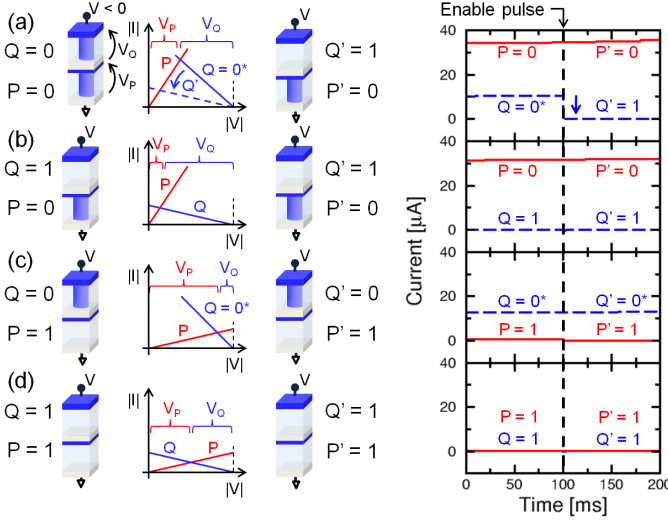 Enable pulse
(a)
V < 0
Q = 0
P = 0
V_Q
V_P
|I|
V_P
V_Q
P
Q = 0*
Q'
|V|
V
Q' = 1
P' = 0
(b)
V
Q = 1
P = 0
|I|
V_P
V_Q
P
Q
|V|
V
Q' = 1
P' = 0
(c)
V
Q = 0
P = 1
|I|
V_P
V_Q
Q = 0*
P
|V|
V
Q' = 0
P' = 1
(d)
V
Q = 1
P = 1
|I|
V_P
V_Q
Q
P
|V|
V
Q' = 1
P' = 1
Current [μA]
40
P = 0
P' = 0
20
Q = 0*
Q' = 1
0
40
P = 0
P' = 0
20
Q = 1
Q' = 1
0
40
20
Q = 0*
Q' = 0*
P = 1
P' = 1
0
40
20
P = 1
P' = 1
Q = 1
Q' = 1
0
0
50
100
150
200
Time [ms]